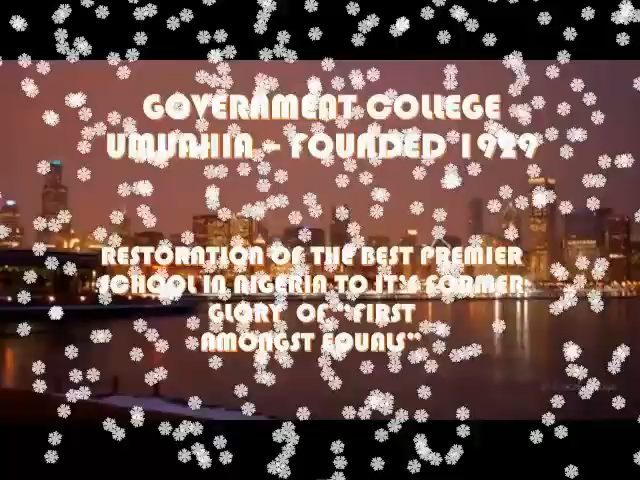 GOVERNMENT COLLEGE
UMUAHIA - FOUNDED 1929
RESTORATION OF THE BEST PREMIER
SCHOOL IN NIGERIA TO IT'S FORMER
GLORY OF "FIRST
AMONGST EQUALS"